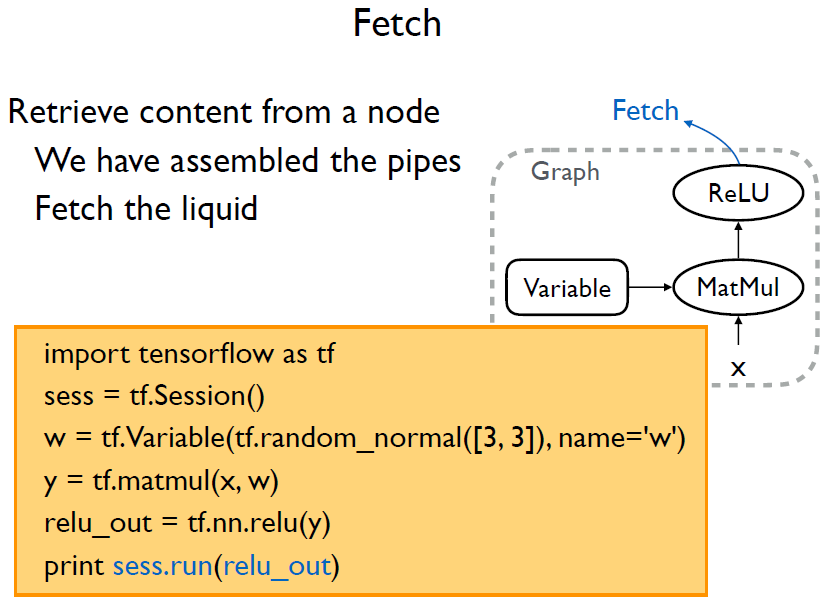 Fetch
Retrieve content from a node
We have assembled the pipes
Fetch the liquid
Fetch
Graph
ReLU
Variable
MatMul
x
import tensorflow as tf
sess = tf.Session()
w = tf.Variable(tf.random_normal([3, 3]), name='w')
y = tf.matmul(x, w)
relu_out = tf.nn.relu(y)
print sess.run(relu_out)